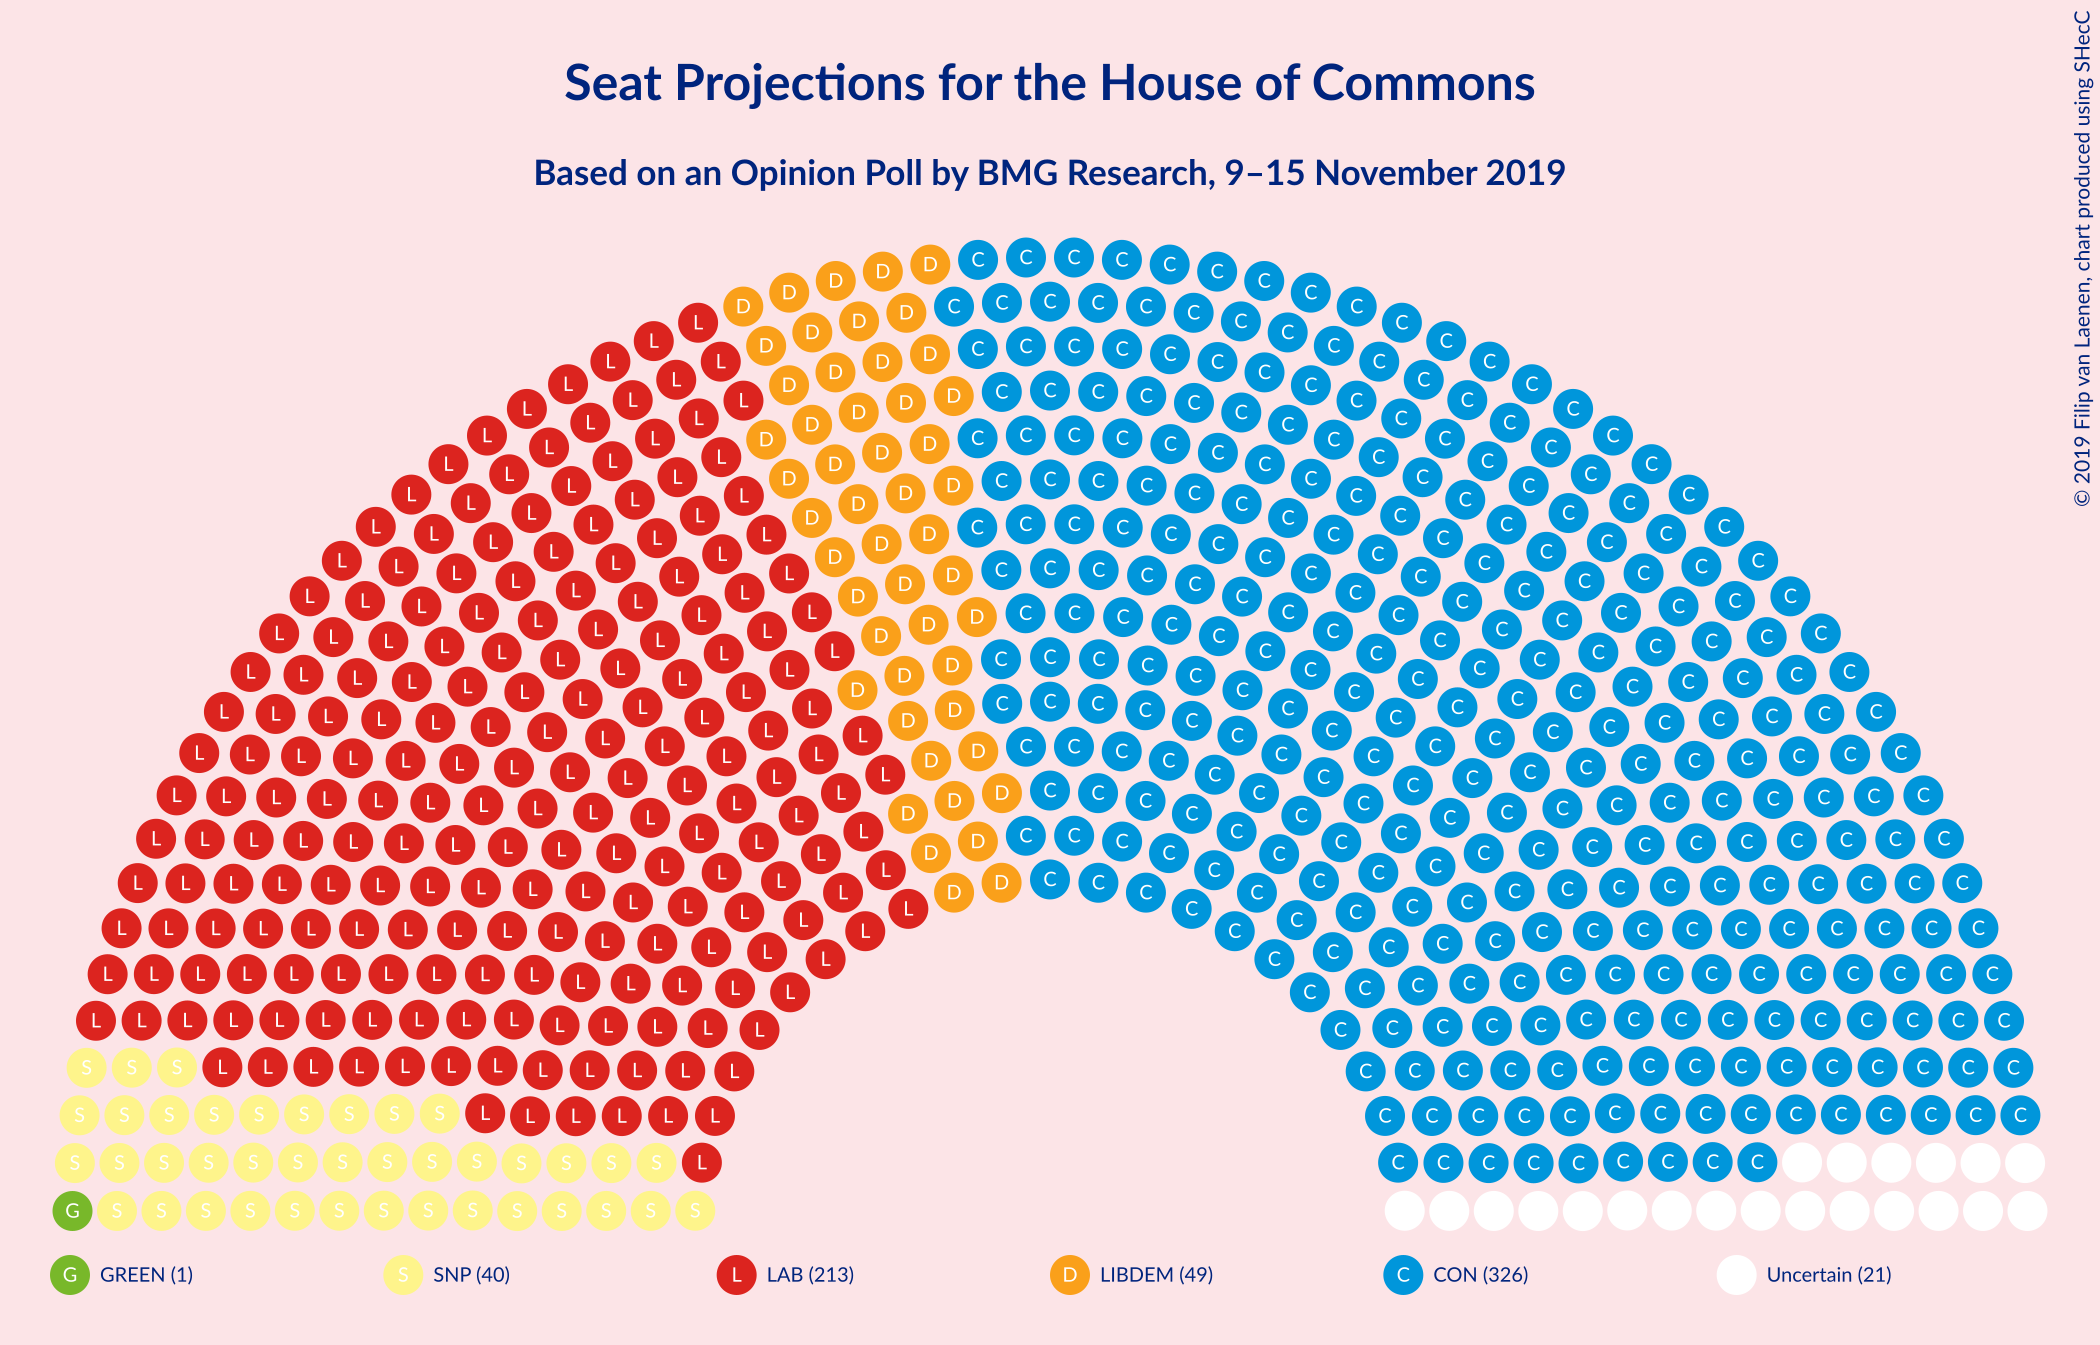 Seat Projections for the House of Commons
Based on an Opinion Poll by BMG Research, 9–15 November 2019
© 2019 Filip van Laenen, chart produced using SHecC
G GREEN (1)
S SNP (40)
L LAB (213)
D LIBDEM (49)
C CON (326)
Uncertain (21)